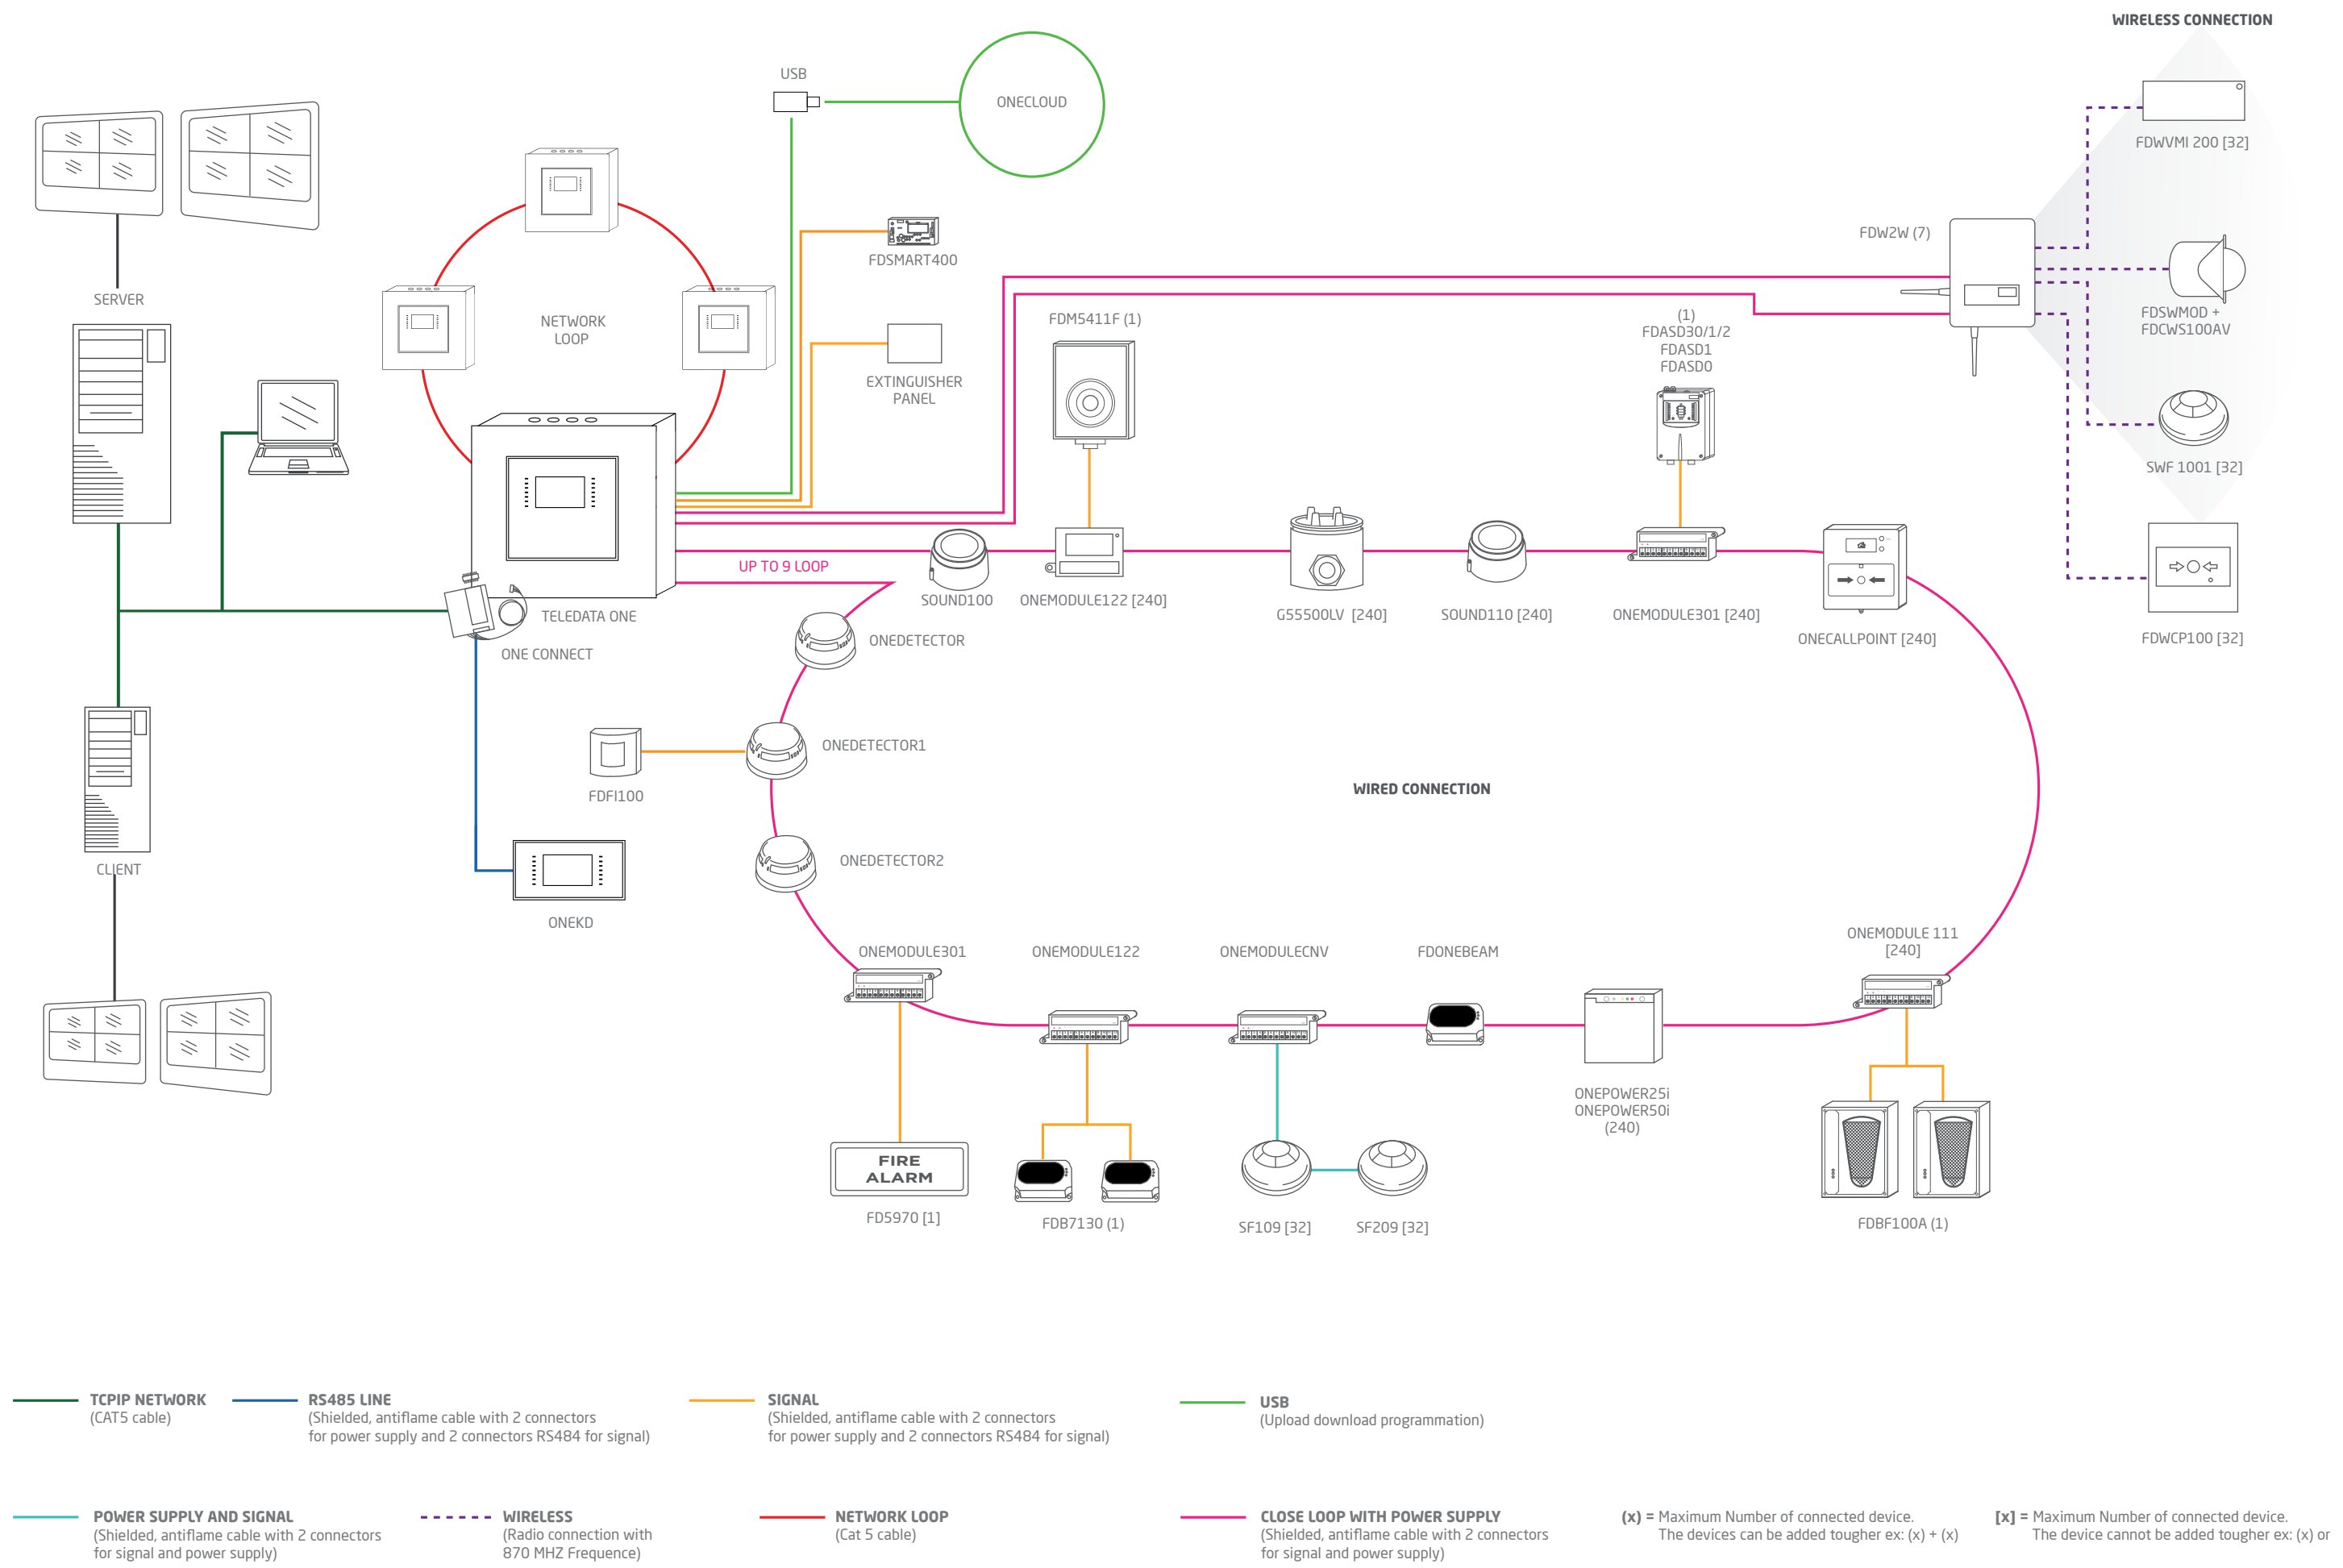 WIRELESS CONNECTION
USB
ONECLOUD
FDWVMI 200 [32]
FDW2W (7)
FDSMART400
SERVER
NETWORK
LOOP
FDM5411F (1)
(1)
FDASD30/1/2
FDASD1
FDASD0
FDSWMOD +
FDCWS100AV
EXTINGUISHER
PANEL
SWF 1001 [32]
UP TO 9 LOOP
SOUND100
ONEMODULE122 [240]
G55500LV [240]
SOUND110 [240]
ONEMODULE301 [240]
ONECALLPOINT [240]
FDWCP100 [32]
TELEDATA ONE
ONE CONNECT
ONEDETECTOR
ONEDETECTOR1
FDFI100
WIRED CONNECTION
ONEDETECTOR2
CLIENT
ONEKD
ONEMODULE301
ONEMODULE122
ONEMODULECNV
FDONEBEAM
ONEMODULE 111
[240]
ONEPOWER25i
ONEPOWER50i
(240)
FIRE
ALARM
FD5970 [1]
FDB7130 (1)
SF109 [32]
SF209 [32]
FDBF100A (1)
TCPIP NETWORK
(CAT5 cable)
RS485 LINE
(Shielded, antiflame cable with 2 connectors
for power supply and 2 connectors RS484 for signal)
SIGNAL
(Shielded, antiflame cable with 2 connectors
for power supply and 2 connectors RS484 for signal)
USB
(Upload download programmation)
POWER SUPPLY AND SIGNAL
(Shielded, antiflame cable with 2 connectors
for signal and power supply)
WIRELESS
(Radio connection with
870 MHZ Frequence)
NETWORK LOOP
(Cat 5 cable)
CLOSE LOOP WITH POWER SUPPLY
(Shielded, antiflame cable with 2 connectors
for signal and power supply)
(x) = Maximum Number of connected device.
The devices can be added tougher ex: (x) + (x)
[x] = Maximum Number of connected device.
The device cannot be added tougher ex: (x) or